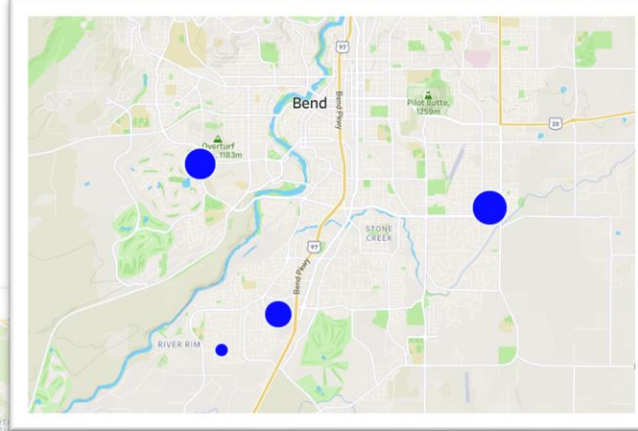 97
Bend
Bend Pkwy
Pilot Butte,
1259m
20
Overturf
1183m
STONE
CREEK
97
Bend Pkwy
RIVER RIM